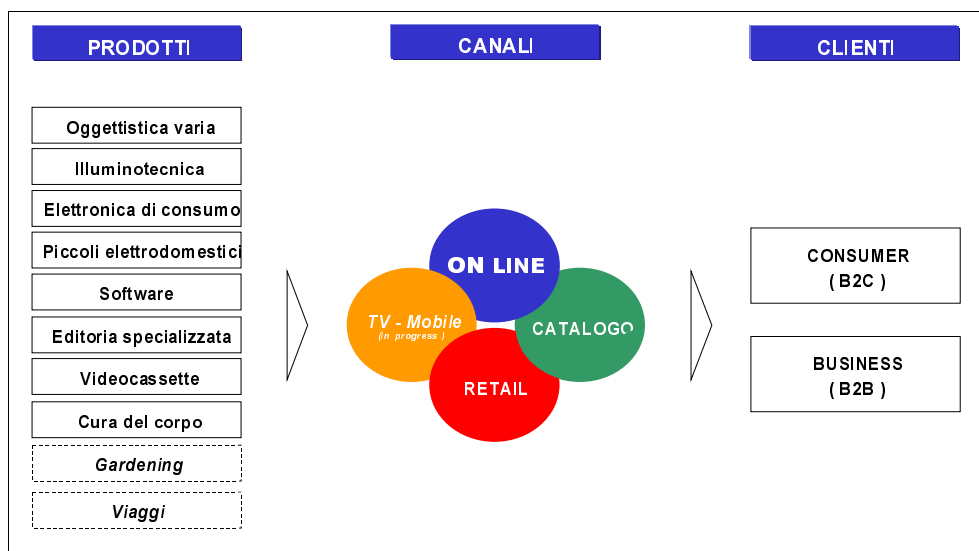 PRODOTTI
CANALI
CLIENTI
Oggettistica varia
Illuminotecnica
Elettronica di consumo
Piccoli elettrodomestici
Software
Editoria specializzata
Videocassette
Cura del corpo
Gardening
Viaggi
ON LINE
TV - Mobile
(In progress )
CATALOGO
RETAIL
CONSUMER
( B2C )
BUSINESS
( B2B )